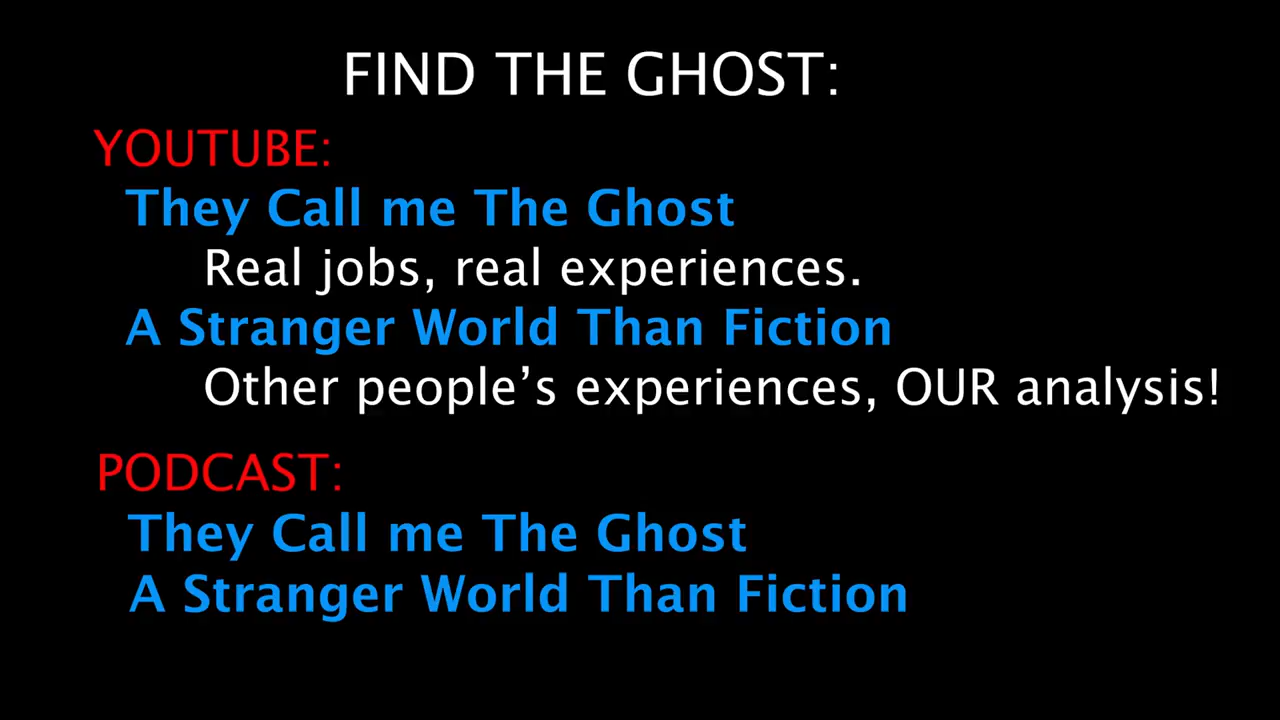 FIND THE GHOST:
YOUTUBE:
They Call me The Ghost
Real jobs, real experiences.
A Stranger World Than Fiction
Other people’s experiences, OUR analysis!
PODCAST:
They Call me The Ghost
A Stranger World Than Fiction